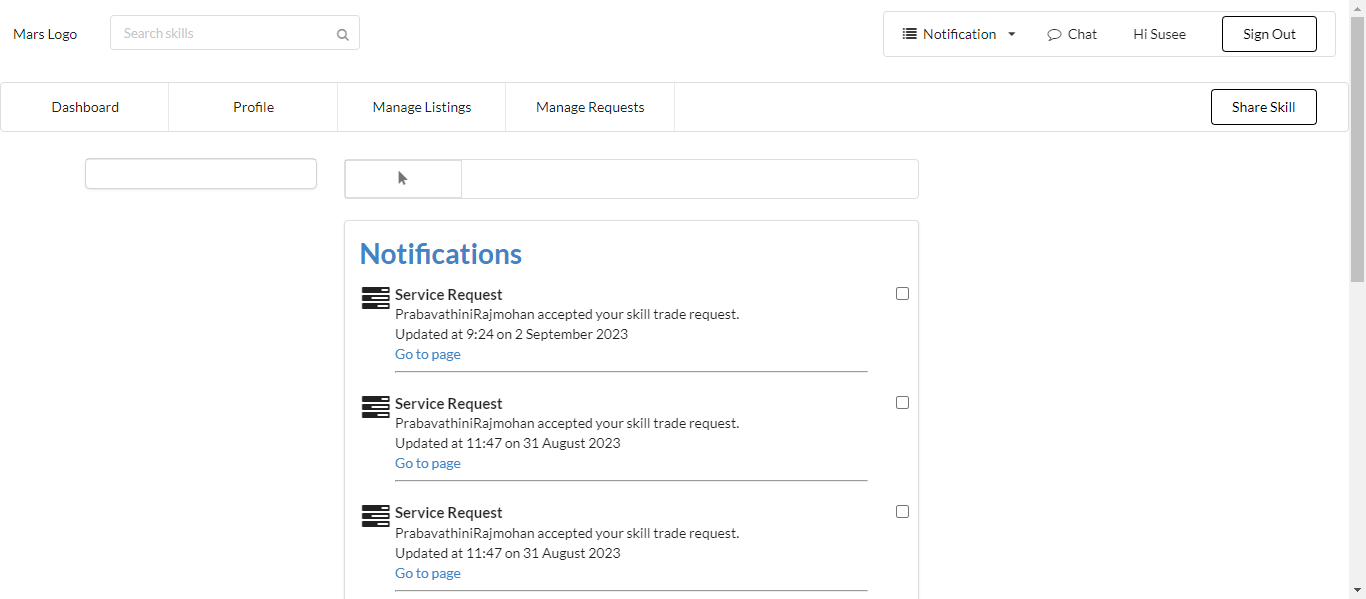 Mars Logo
Search skills
Notification
Chat
Hi Susee
Sign Out
Dashboard
Profile
Manage Listings
Manage Requests
Share Skill
Notifications
Service Request
PrabavathiniRajmohan accepted your skill trade request.
Updated at 9:24 on 2 September 2023
Go to page
Service Request
PrabavathiniRajmohan accepted your skill trade request.
Updated at 11:47 on 31 August 2023
Go to page
Service Request
PrabavathiniRajmohan accepted your skill trade request.
Updated at 11:47 on 31 August 2023
Go to page